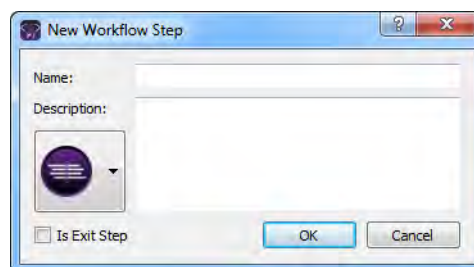 New Workflow Step
?
Name:
Description:
Is Exit Step
OK
Cancel